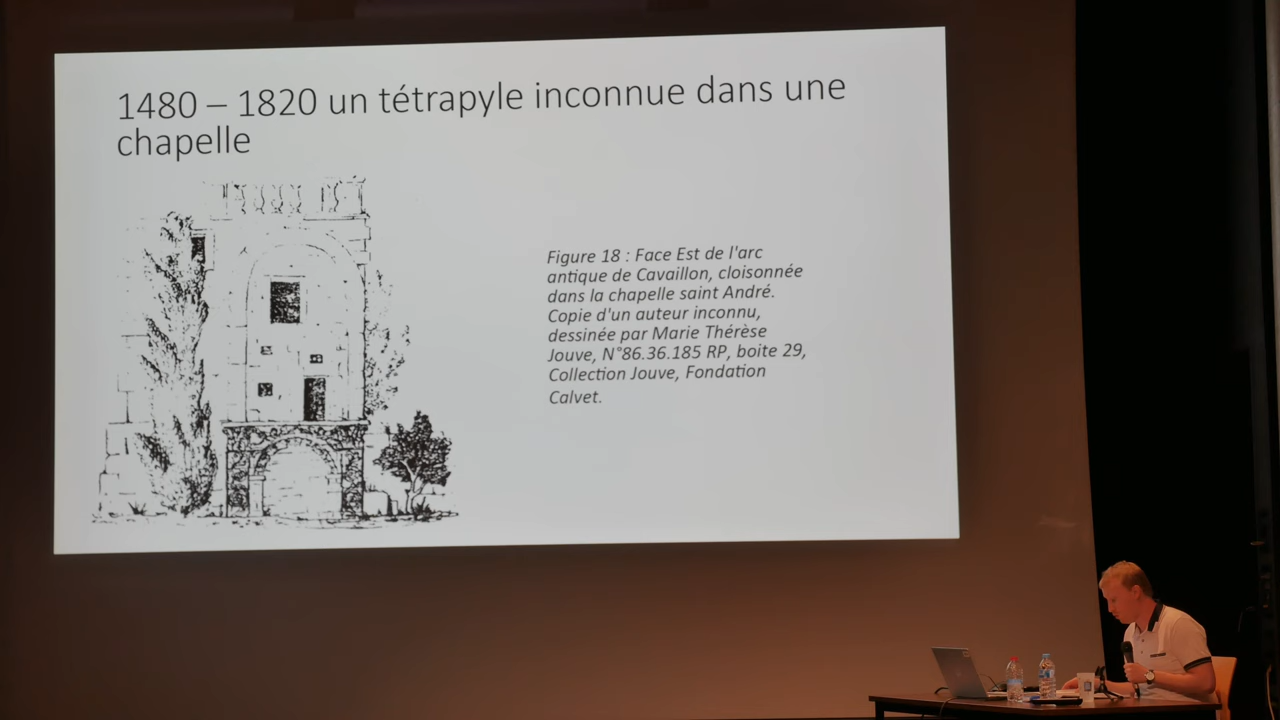 1480 – 1820 un tétrapyle inconnue dans une
chapelle
Figure 18 : Face Est de l'arc
antique de Cavaillon, cloisonnée
dans la chapelle saint André.
Copie d'un auteur inconnu,
dessinée par Marie Thérèse
Jouve, N°86.36.185 RP, boite 29,
Collection Jouve, Fondation
Calvet.